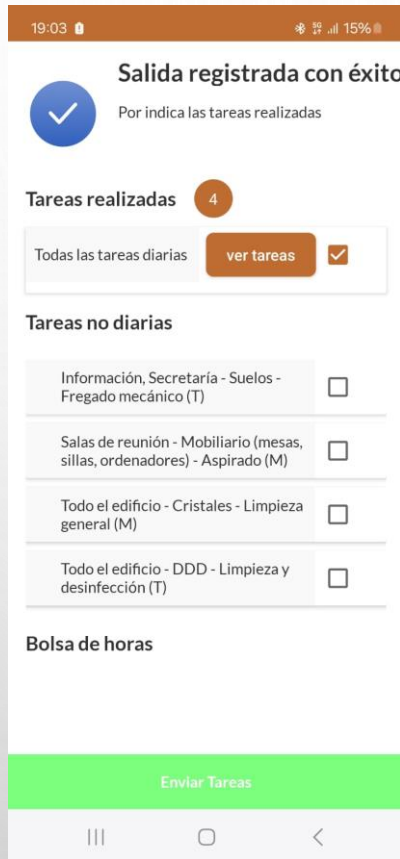 19:03 5G 15%
Salida registrada con éxito
Por indica las tareas realizadas
Tareas realizadas 4
Todas las tareas diarias ver tareas
Tareas no diarias
Información, Secretaría - Suelos -
Fregado mecánico (T)
Salas de reunión - Mobiliario (mesas,
sillas, ordenadores) - Aspirado (M)
Todo el edificio - Cristales - Limpieza
general (M)
Todo el edificio - DDD - Limpieza y
desinfección (T)
Bolsa de horas
Enviar Tareas